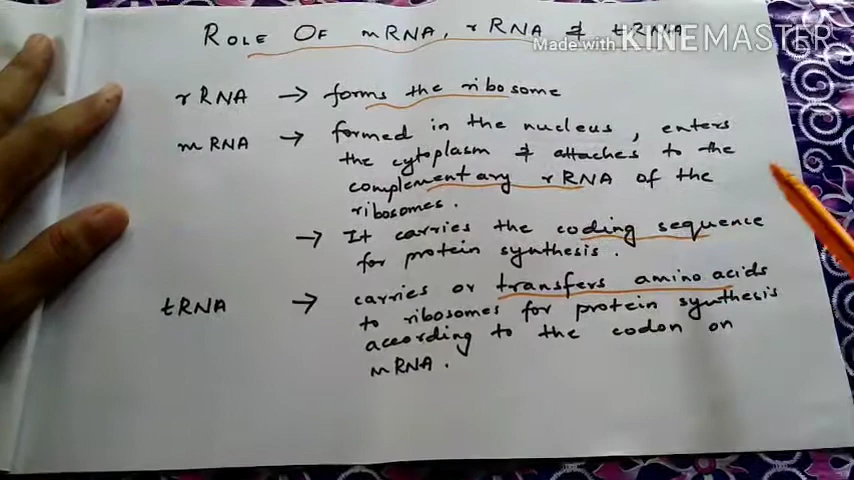 ROLE OF mRNA, rRNA & tRNA
Made with KINEMASTER
rRNA → forms the ribosome
mRNA → formed in the nucleus, enters
the cytoplasm & attaches to the
complementary rRNA of the
ribosomes.
→ It carries the coding sequence
for protein synthesis.
tRNA → carries or transfers amino acids
to ribosomes for protein synthesis
according to the codon on
mRNA.